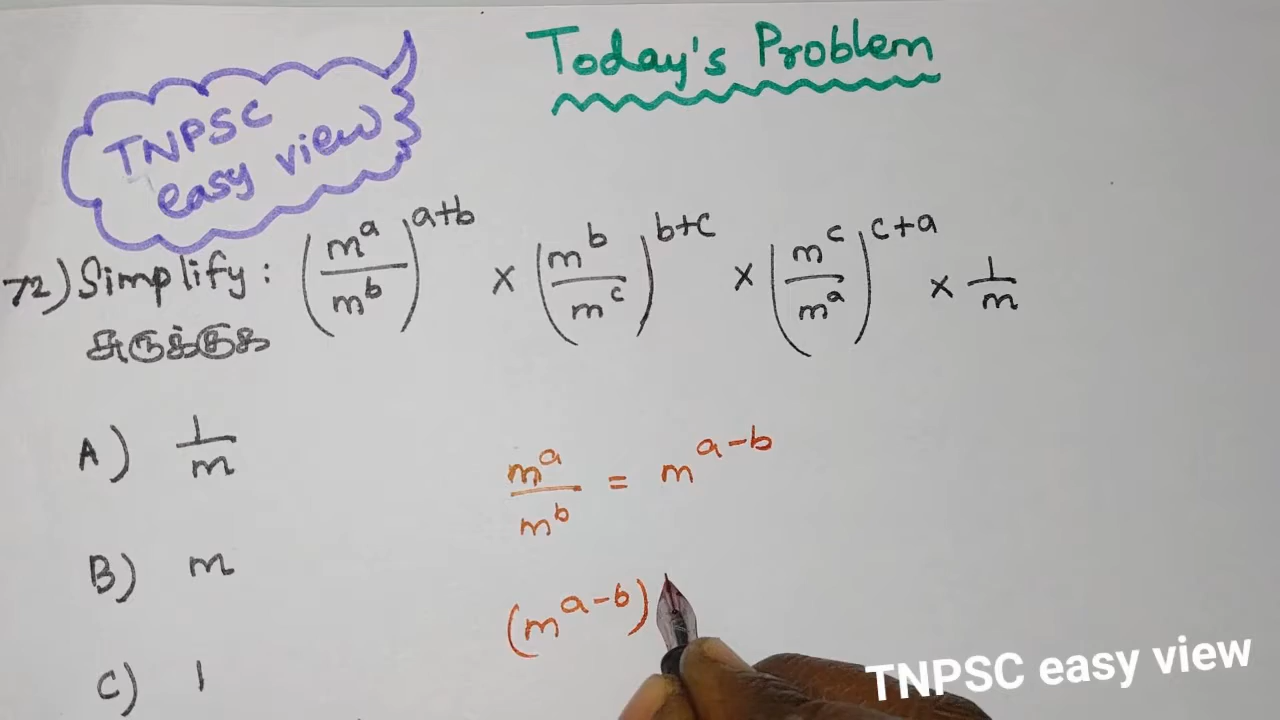 Today's Problem
TNPSC
easy view
72) Simplify: (m^a/m^b)^(a+b) × (m^b/m^c)^(b+c) × (m^c/m^a)^(c+a) × 1/m
சுருக்குக
A) 1/m
m^a/m^b = m^(a-b)
B) m
(m^(a-b))
C) 1
TNPSC easy view